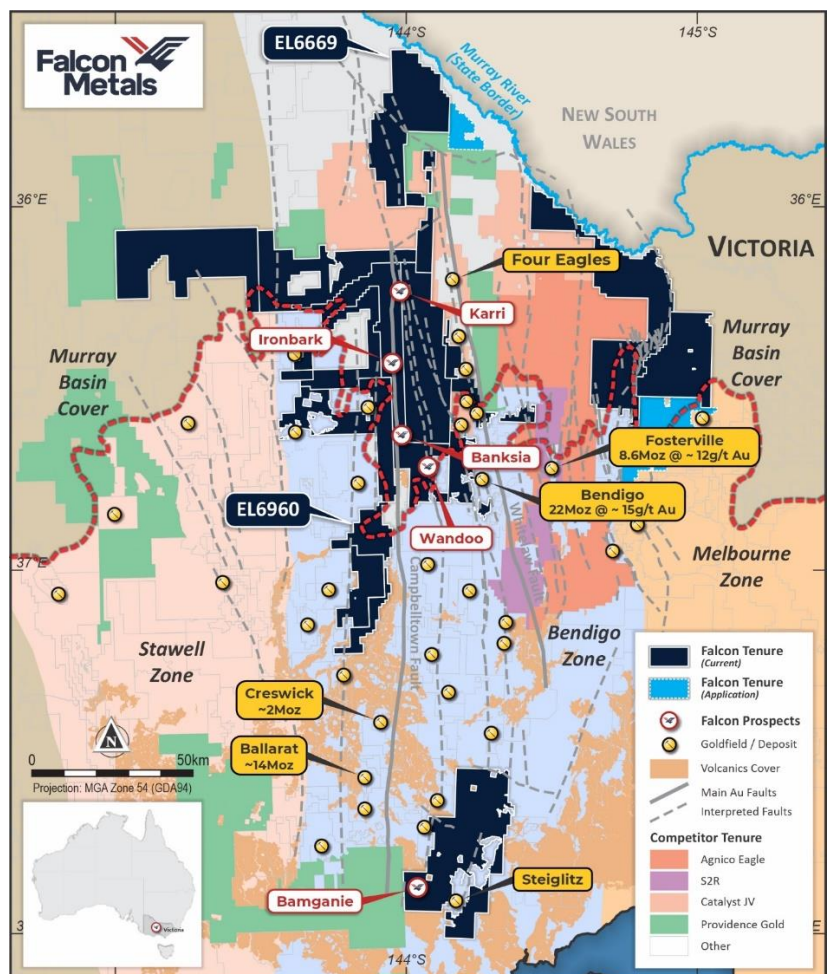 Falcon
Metals
EL6669
144°S
145°S
Murray River
(State Border)
NEW SOUTH
WALES
36°E
36°E
VICTORIA
Four Eagles
Karri
Ironbark
Murray
Basin
Cover
Murray
Basin
Cover
Banksia
Fosterville
8.6Moz @ ~ 12g/t Au
Bendigo
22Moz @ ~ 15g/t Au
EL6960
Wandoo
Whitelaw Fault
Campbelltown Fault
Melbourne
Zone
37°E
37°E
Stawell
Zone
Bendigo
Zone
Creswick
~2Moz
Ballarat
~14Moz
N
0
50km
Projection: MGA Zone 54 (GDA94)
Victoria
Bamganie
Steiglitz
144°S
Falcon Tenure
(Current)
Falcon Tenure
(Application)
Falcon Prospects
Goldfield / Deposit
Volcanics Cover
Main Au Faults
Interpreted Faults
Competitor Tenure
Agnico Eagle
S2R
Catalyst JV
Providence Gold
Other